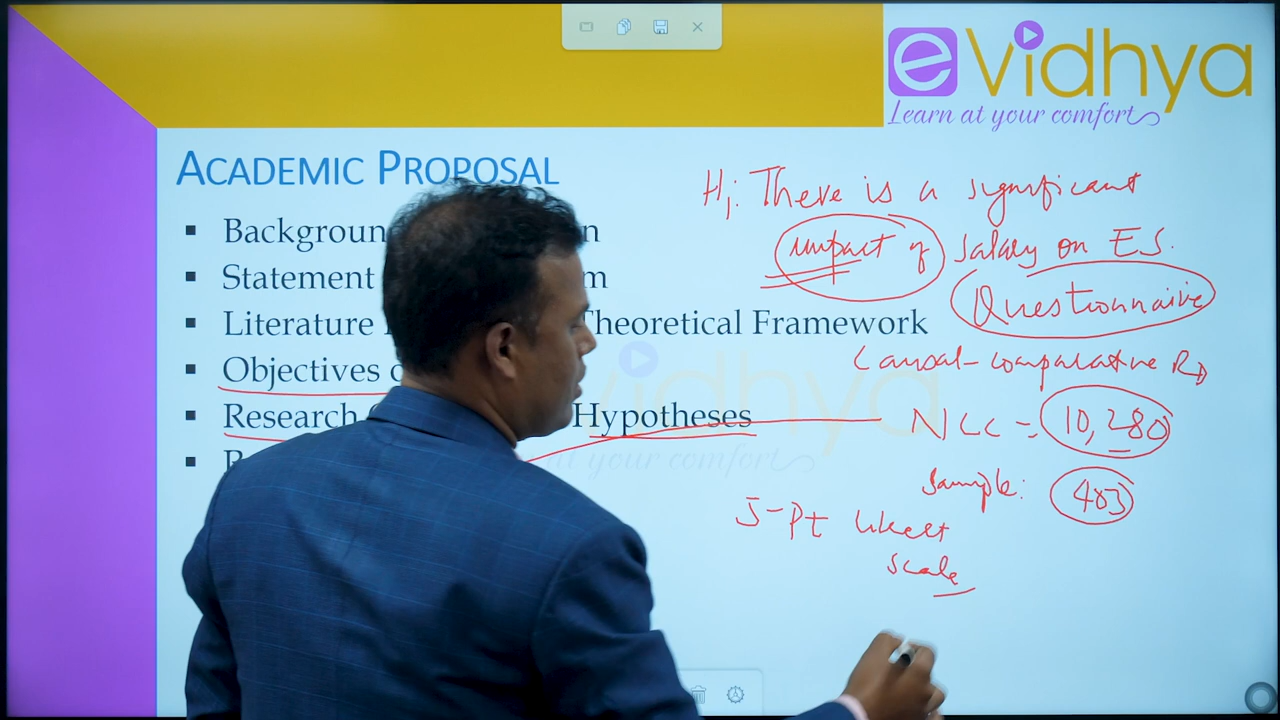 eVidhya
Learn at your comfort
ACADEMIC PROPOSAL
Backgroun n
Statement m
Literature Theoretical Framework
Objectives o
Research Hypotheses
H1: There is a significant
impact of salary on E.S.
Questionnaire
Causal-comparative RD
NCC = 10,280
Sample: 403
5-Pt likert
scale